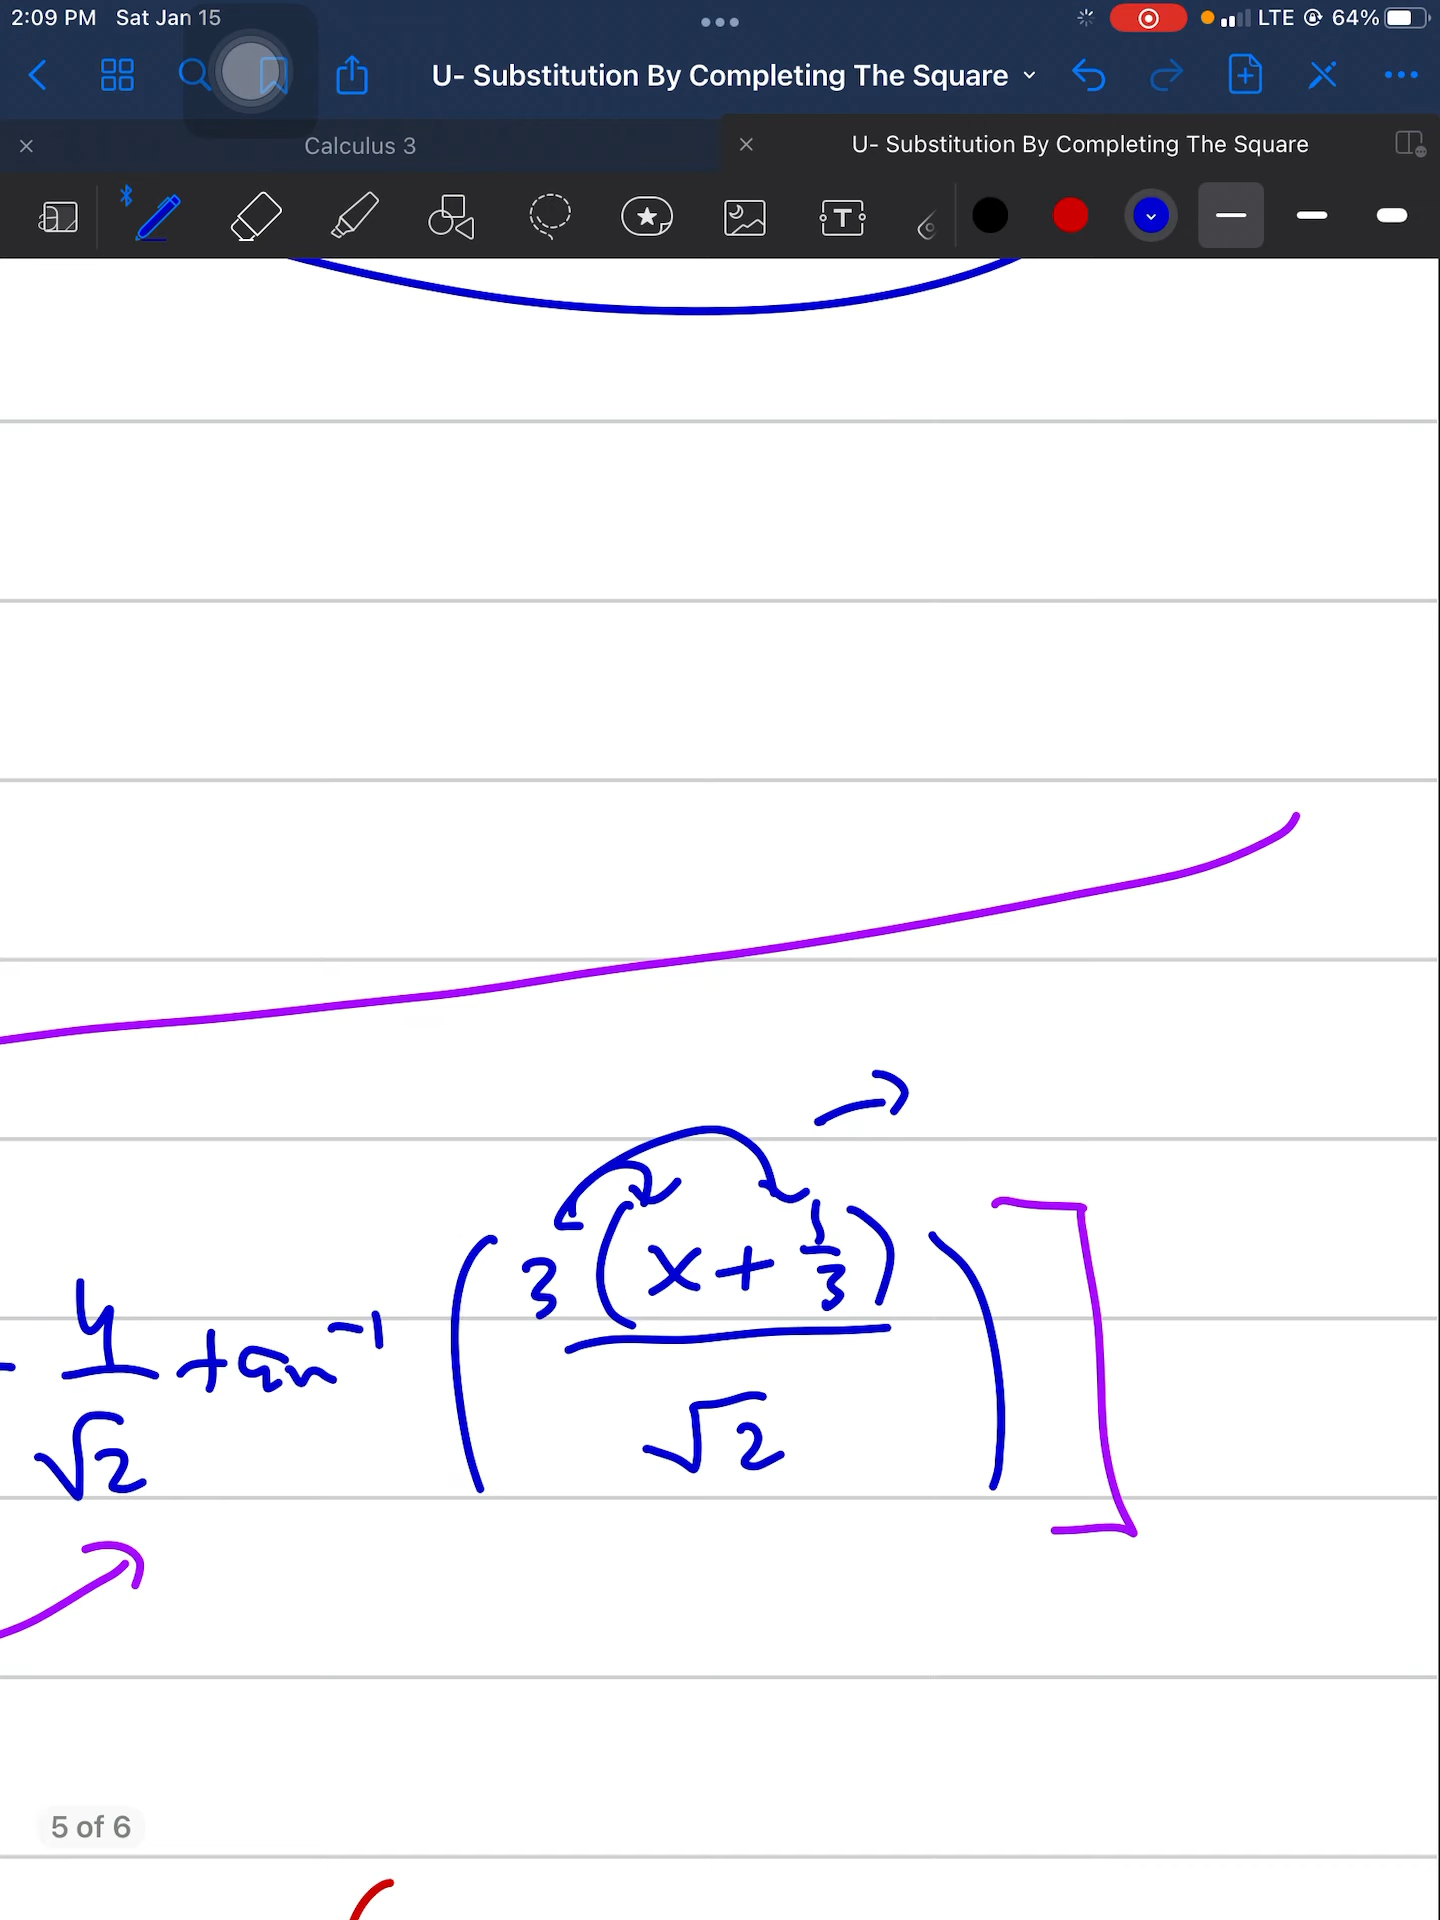 2:09 PM Sat Jan 15
LTE 64%
U- Substitution By Completing The Square
Calculus 3
U- Substitution By Completing The Square
- 4/√2 tan⁻¹ ( 3 ( x + 1/3 ) / √2 ) ]
5 of 6